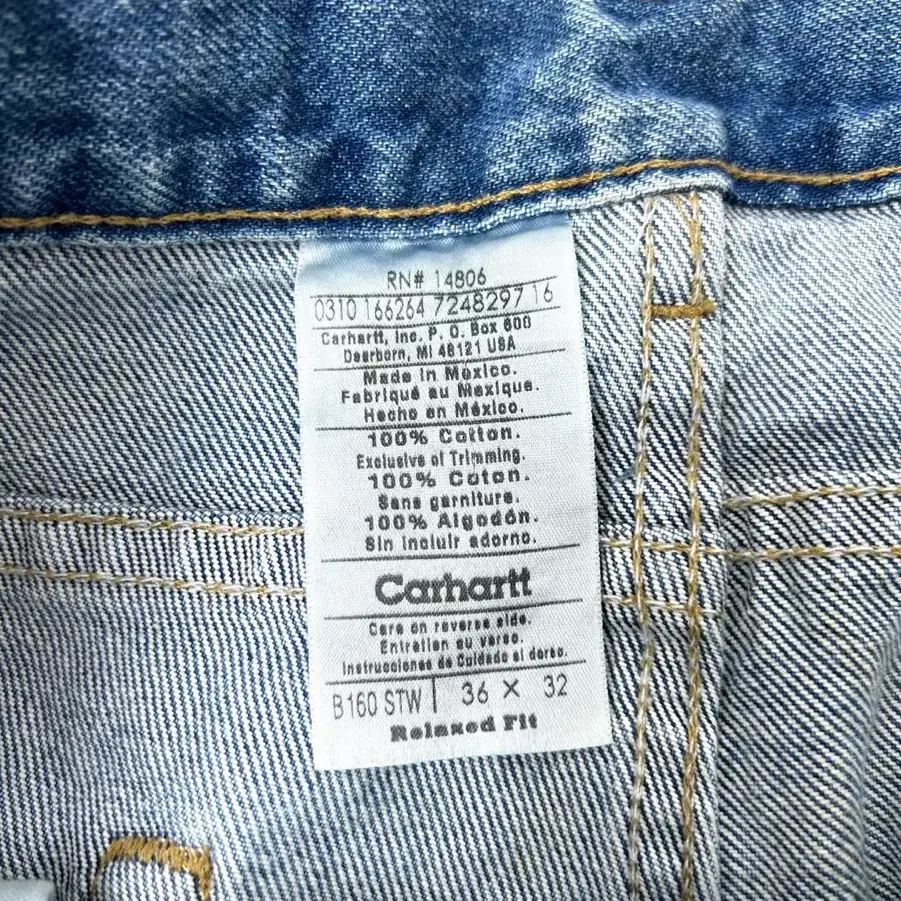 RN# 14806
0310 166264 7248297 16
Carhartt, Inc. P. O. Box 600
Dearborn, MI 48121 USA
Made in Mexico.
Fabriqué au Mexique.
Hecho en México.
100% Cotton.
Exclusive of Trimming.
100% Coton.
Sans garniture.
100% Algodón.
Sin incluir adorno.
Carhartt
Care on reverse side.
Entretien au verso.
Instrucciones de Cuidado al dorso.
B160 STW 36 × 32
Relaxed Fit